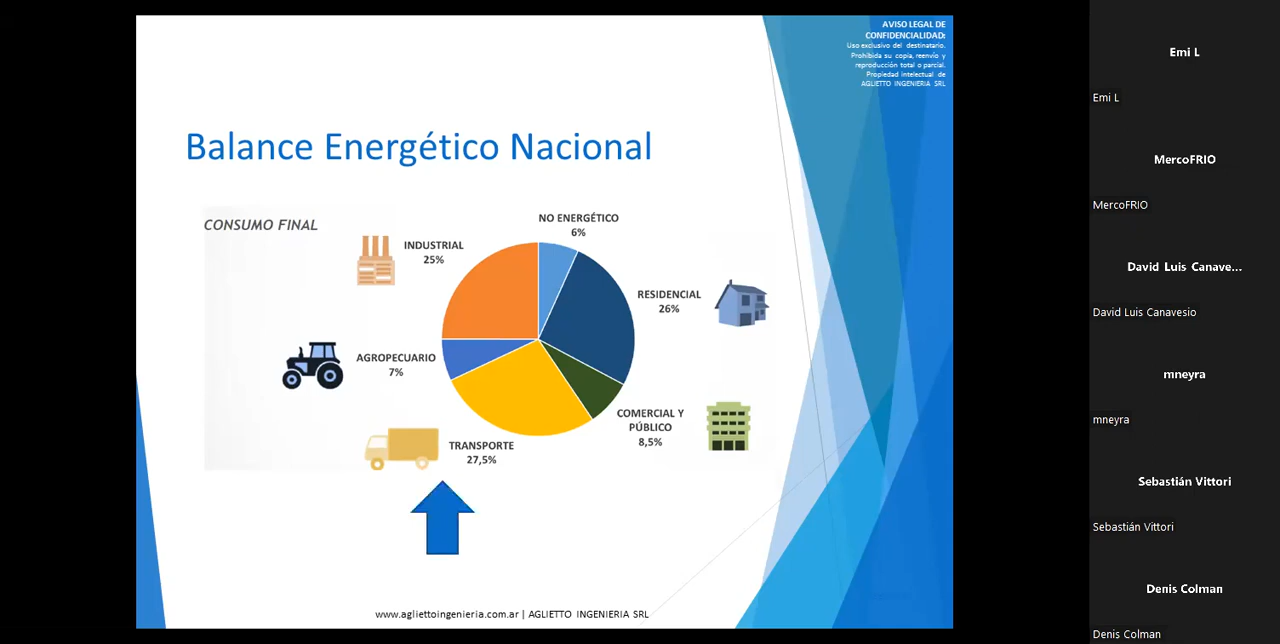 AVISO LEGAL DE
CONFIDENCIALIDAD:
Uso exclusivo del destinatario.
Prohibida su copia, reenvio y
reproducción total o parcial.
Propiedad intelectual de
AGLIETTO INGENIERIA SRL
Balance Energético Nacional
CONSUMO FINAL
NO ENERGÉTICO
6%
INDUSTRIAL
25%
RESIDENCIAL
26%
AGROPECUARIO
7%
COMERCIAL Y
PÚBLICO
8,5%
TRANSPORTE
27,5%
www.agliettoingenieria.com.ar | AGLIETTO INGENIERIA SRL
Emi L
Emi L
MercoFRIO
MercoFRIO
David Luis Canave...
David Luis Canavesio
mneyra
mneyra
Sebastián Vittori
Sebastián Vittori
Denis Colman
Denis Colman